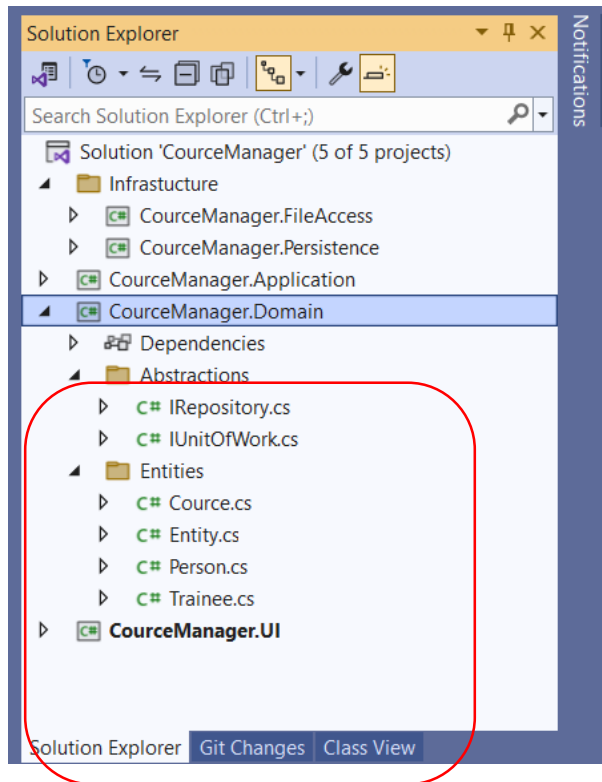 Solution Explorer
Notifications
Search Solution Explorer (Ctrl+;)
Solution 'CourceManager' (5 of 5 projects)
Infrastucture
C# CourceManager.FileAccess
C# CourceManager.Persistence
C# CourceManager.Application
C# CourceManager.Domain
Dependencies
Abstractions
C# IRepository.cs
C# IUnitOfWork.cs
Entities
C# Cource.cs
C# Entity.cs
C# Person.cs
C# Trainee.cs
C# CourceManager.UI
Solution Explorer Git Changes Class View